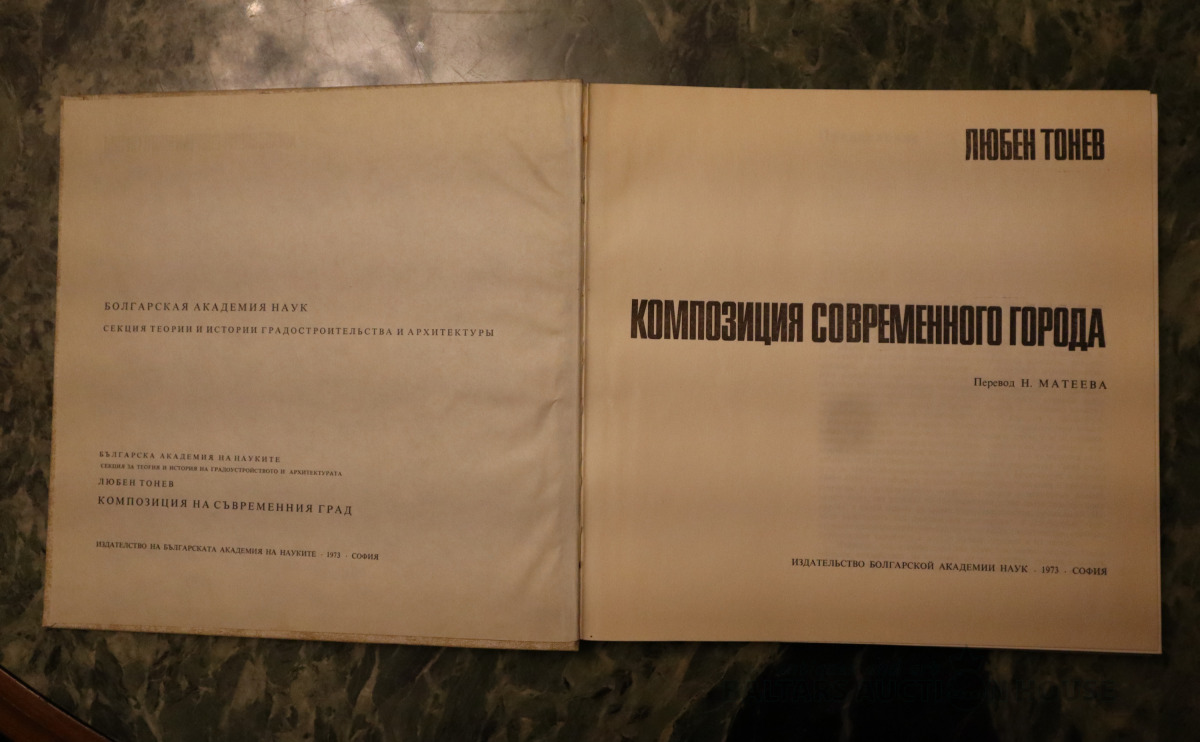 БОЛГАРСКАЯ АКАДЕМИЯ НАУК
СЕКЦИЯ ТЕОРИИ И ИСТОРИИ ГРАДОСТРОИТЕЛЬСТВА И АРХИТЕКТУРЫ
БЪЛГАРСКА АКАДЕМИЯ НА НАУКИТЕ
СЕКЦИЯ ЗА ТЕОРИЯ И ИСТОРИЯ НА ГРАДОУСТРОЙСТВОТО И АРХИТЕКТУРАТА
ЛЮБЕН ТОНЕВ
КОМПОЗИЦИЯ НА СЪВРЕМЕННИЯ ГРАД
ИЗДАТЕЛСТВО НА БЪЛГАРСКАТА АКАДЕМИЯ НА НАУКИТЕ · 1973 · СОФИЯ
ЛЮБЕН ТОНЕВ
КОМПОЗИЦИЯ СОВРЕМЕННОГО ГОРОДА
Перевод Н. МАТЕЕВА
ИЗДАТЕЛЬСТВО БОЛГАРСКОЙ АКАДЕМИИ НАУК · 1973 · СОФИЯ